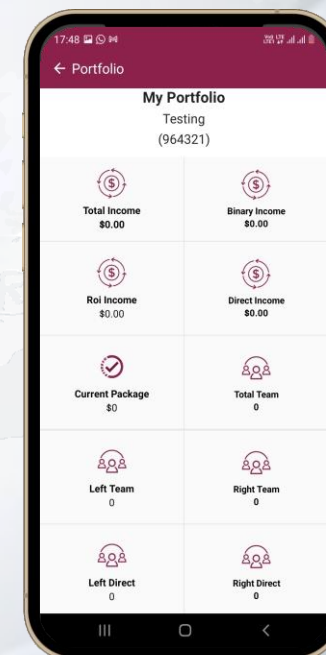 17:48
← Portfolio
My Portfolio
Testing
(964321)
Total Income
$0.00
Binary Income
$0.00
Roi Income
$0.00
Direct Income
$0.00
Current Package
$0
Total Team
0
Left Team
0
Right Team
0
Left Direct
0
Right Direct
0